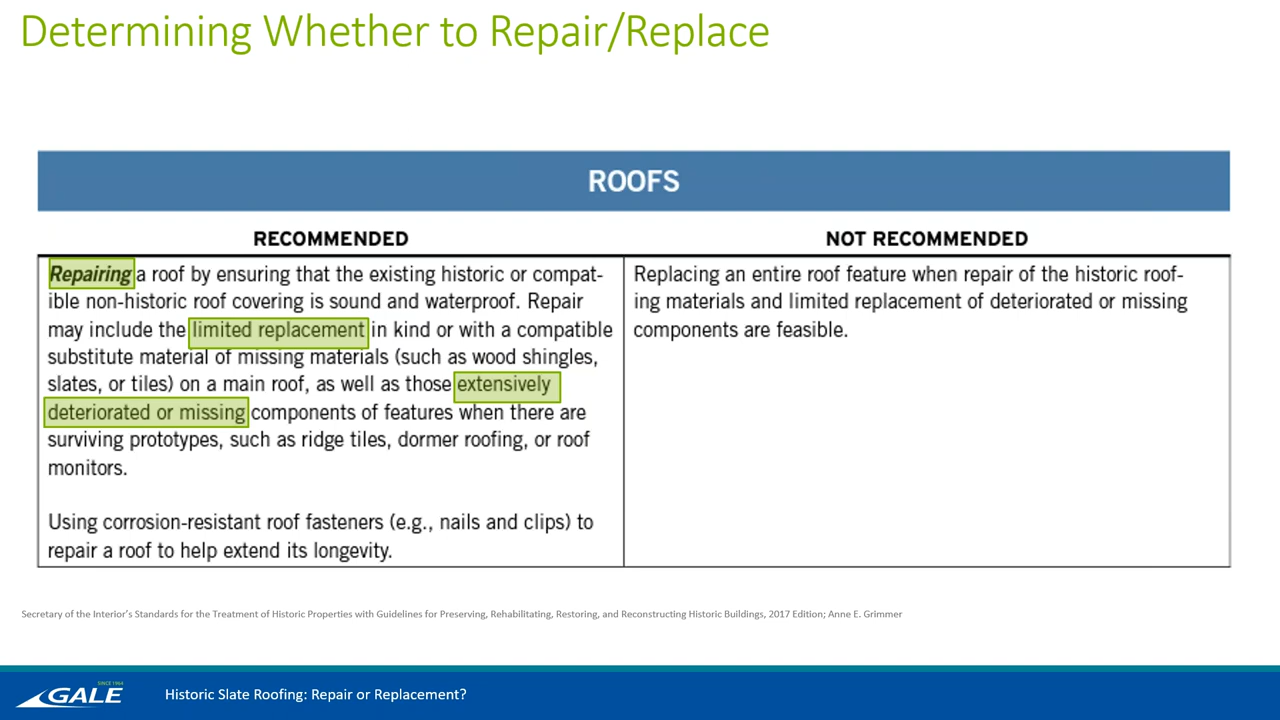 Determining Whether to Repair/Replace
ROOFS
RECOMMENDED
NOT RECOMMENDED
Repairing a roof by ensuring that the existing historic or compat-
ible non-historic roof covering is sound and waterproof. Repair
may include the limited replacement in kind or with a compatible
substitute material of missing materials (such as wood shingles,
slates, or tiles) on a main roof, as well as those extensively
deteriorated or missing components of features when there are
surviving prototypes, such as ridge tiles, dormer roofing, or roof
monitors.
Using corrosion-resistant roof fasteners (e.g., nails and clips) to
repair a roof to help extend its longevity.
Replacing an entire roof feature when repair of the historic roof-
ing materials and limited replacement of deteriorated or missing
components are feasible.
Secretary of the Interior's Standards for the Treatment of Historic Properties with Guidelines for Preserving, Rehabilitating, Restoring, and Reconstructing Historic Buildings, 2017 Edition; Anne E. Grimmer
SINCE 1964
GALE
Historic Slate Roofing: Repair or Replacement?